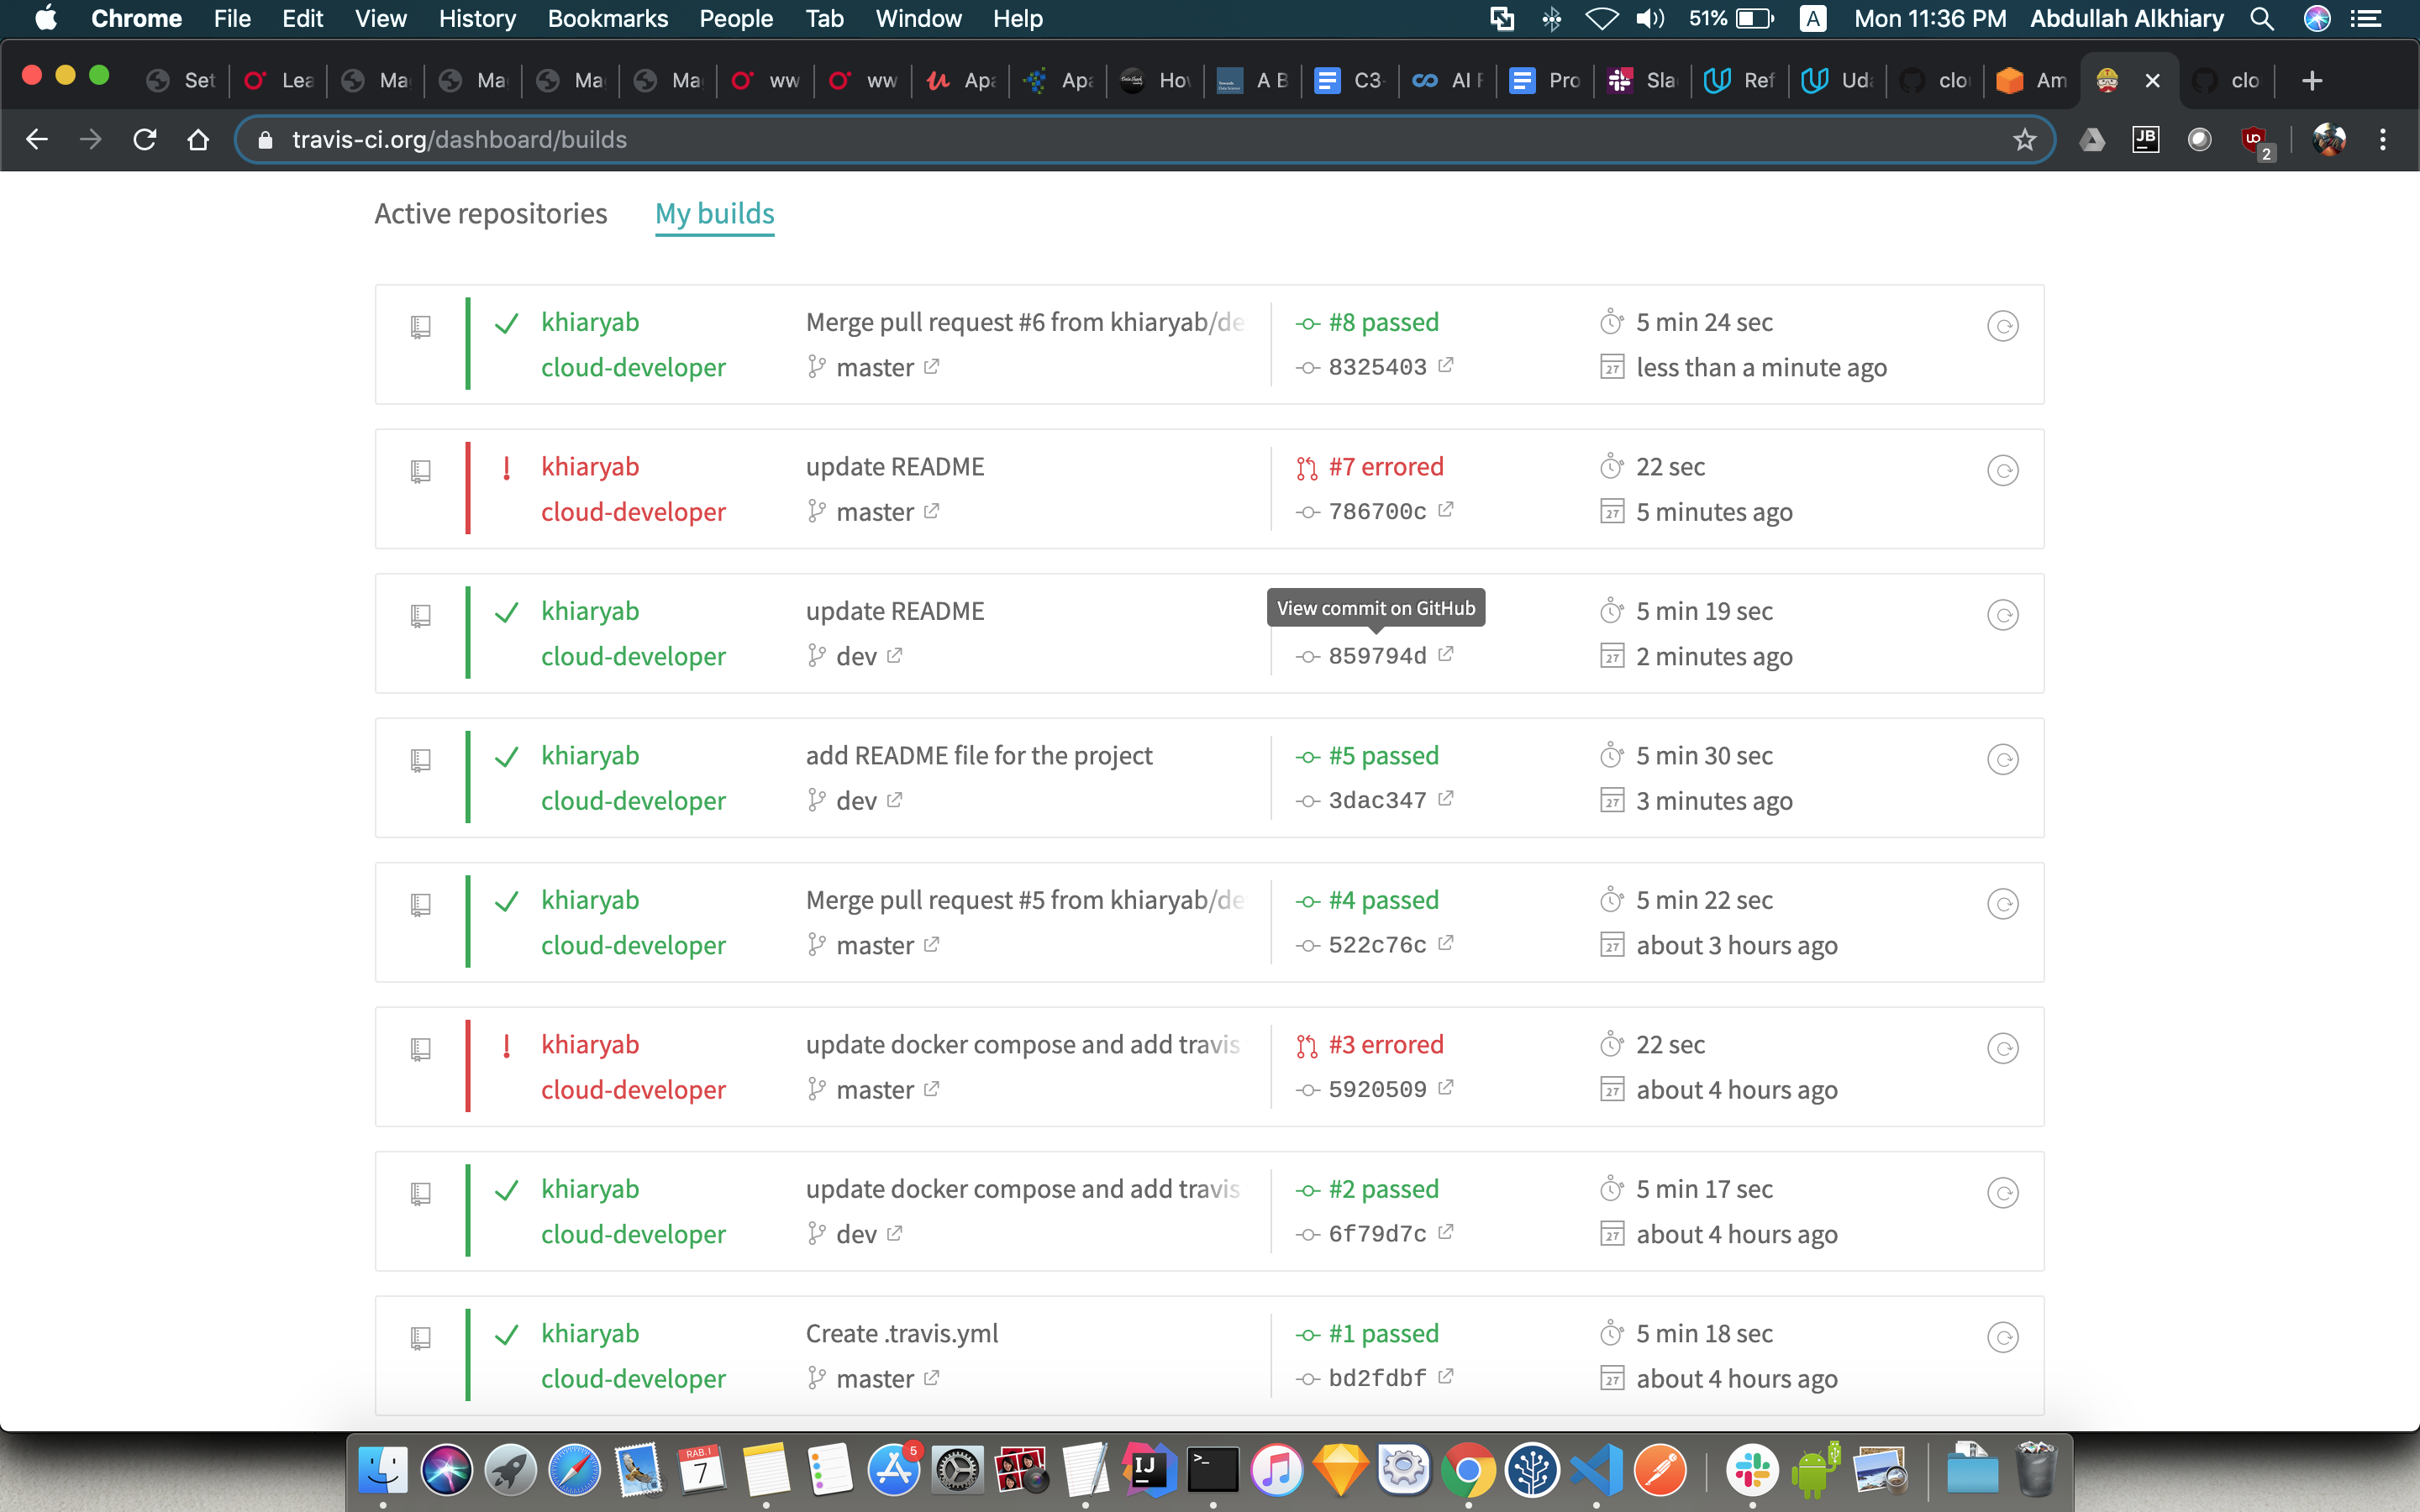 Chrome File Edit View History Bookmarks People Tab Window Help 51% A Mon 11:36 PM Abdullah Alkhiary
Set Lea Ma Ma Ma Ma ww ww Apa Apa Hov A B C3- AI F Pro Sla Ref Uda clo Am clo
travis-ci.org/dashboard/builds JB 2
Active repositories My builds
khiaryab Merge pull request #6 from khiaryab/de #8 passed 5 min 24 sec
cloud-developer master 8325403 27 less than a minute ago
khiaryab update README #7 errored 22 sec
cloud-developer master 786700c 27 5 minutes ago
khiaryab update README View commit on GitHub 5 min 19 sec
cloud-developer dev 859794d 27 2 minutes ago
khiaryab add README file for the project #5 passed 5 min 30 sec
cloud-developer dev 3dac347 27 3 minutes ago
khiaryab Merge pull request #5 from khiaryab/de #4 passed 5 min 22 sec
cloud-developer master 522c76c 27 about 3 hours ago
khiaryab update docker compose and add travis #3 errored 22 sec
cloud-developer master 5920509 27 about 4 hours ago
khiaryab update docker compose and add travis #2 passed 5 min 17 sec
cloud-developer dev 6f79d7c 27 about 4 hours ago
khiaryab Create .travis.yml #1 passed 5 min 18 sec
cloud-developer master bd2fdbf 27 about 4 hours ago
RAB. I
7
5
IJ